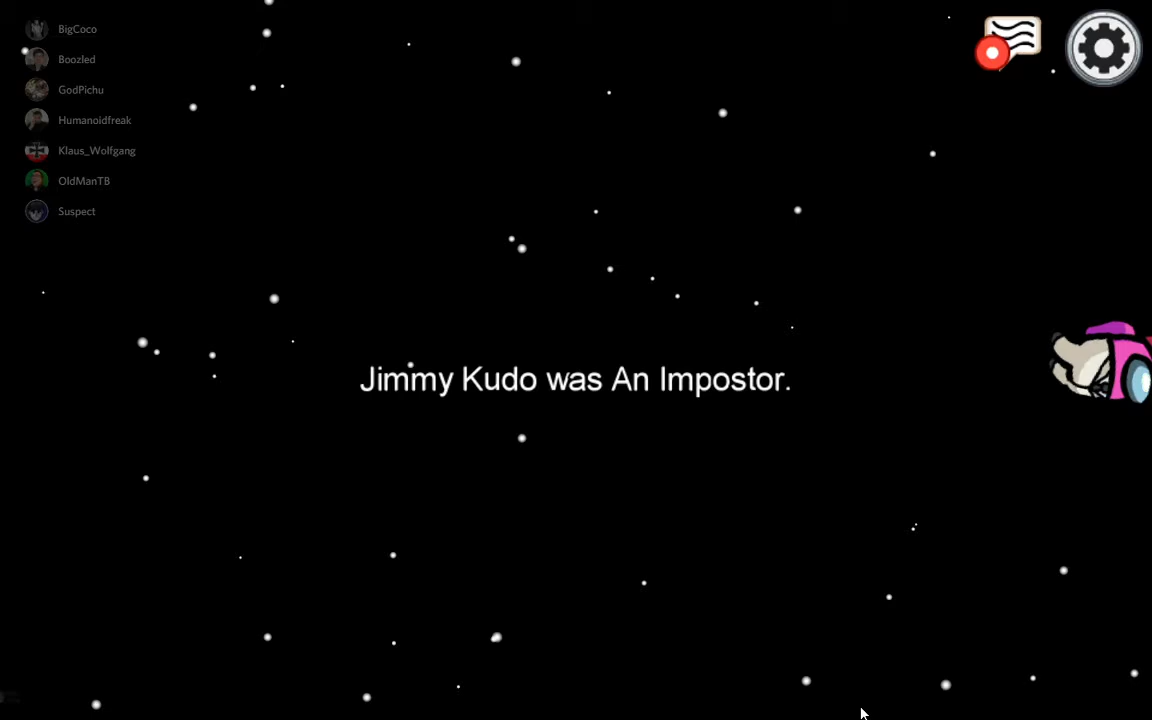 BigCoco
Boozled
GodPichu
Humanoidfreak
Klaus_Wolfgang
OldManTB
Suspect
Jimmy Kudo was An Impostor.